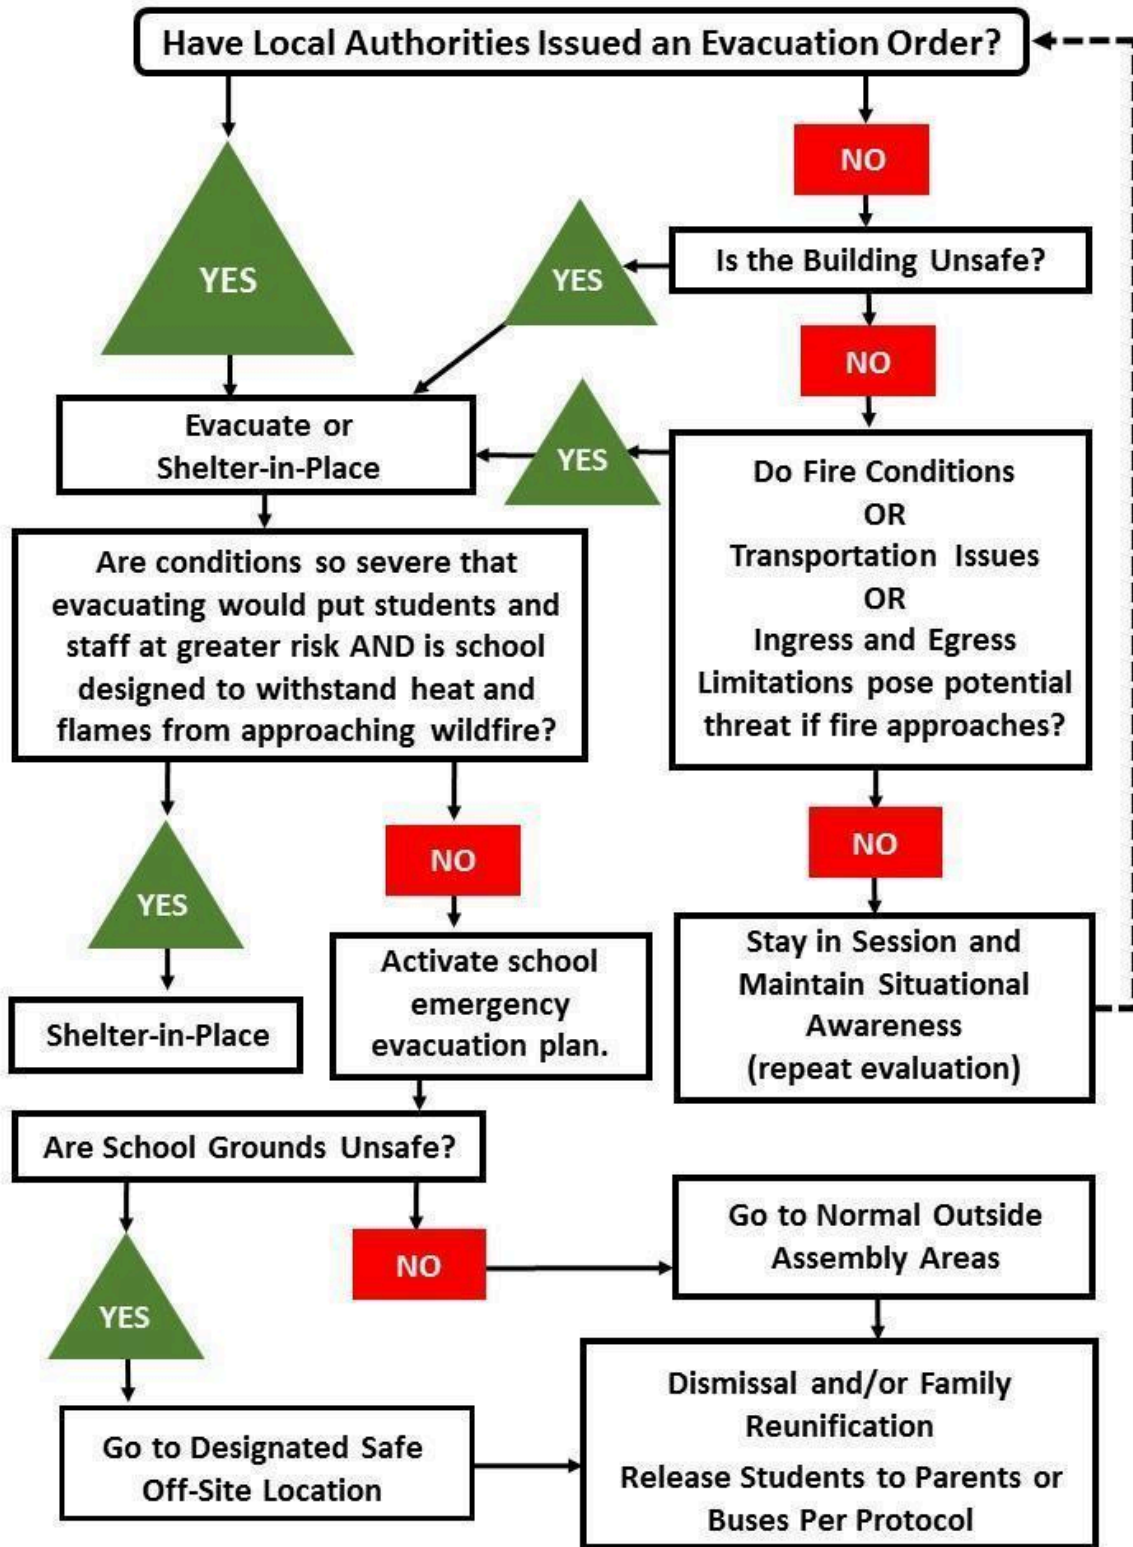 Have Local Authorities Issued an Evacuation Order?
NO
YES
Is the Building Unsafe?
YES
NO
Evacuate or
Shelter-in-Place
YES
Do Fire Conditions
OR
Transportation Issues
OR
Ingress and Egress
Limitations pose potential
threat if fire approaches?
Are conditions so severe that
evacuating would put students and
staff at greater risk AND is school
designed to withstand heat and
flames from approaching wildfire?
NO
YES
NO
Stay in Session and
Maintain Situational
Awareness
(repeat evaluation)
Activate school
emergency
evacuation plan.
Shelter-in-Place
Are School Grounds Unsafe?
YES
NO
Go to Normal Outside
Assembly Areas
Go to Designated Safe
Off-Site Location
Dismissal and/or Family
Reunification
Release Students to Parents or
Buses Per Protocol